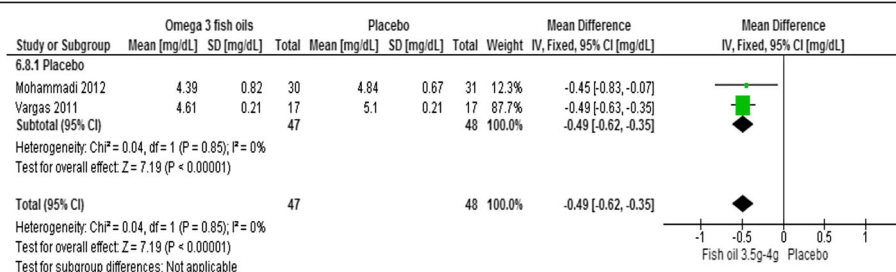 Omega 3 fish oils Placebo Mean Difference Mean Difference
Study or Subgroup Mean [mg/dL] SD [mg/dL] Total Mean [mg/dL] SD [mg/dL] Total Weight IV, Fixed, 95% CI [mg/dL] IV, Fixed, 95% CI [mg/dL]
6.8.1 Placebo
Mohammadi 2012 4.39 0.82 30 4.84 0.67 31 12.3% -0.45 [-0.83, -0.07]
Vargas 2011 4.61 0.21 17 5.1 0.21 17 87.7% -0.49 [-0.63, -0.35]
Subtotal (95% CI) 47 48 100.0% -0.49 [-0.62, -0.35]
Heterogeneity: Chi² = 0.04, df = 1 (P = 0.85); I² = 0%
Test for overall effect: Z = 7.19 (P < 0.00001)
Total (95% CI) 47 48 100.0% -0.49 [-0.62, -0.35]
Heterogeneity: Chi² = 0.04, df = 1 (P = 0.85); I² = 0%
Test for overall effect: Z = 7.19 (P < 0.00001)
Test for subgroup differences: Not applicable
-1 -0.5 0 0.5 1
Fish oil 3.5g-4g Placebo